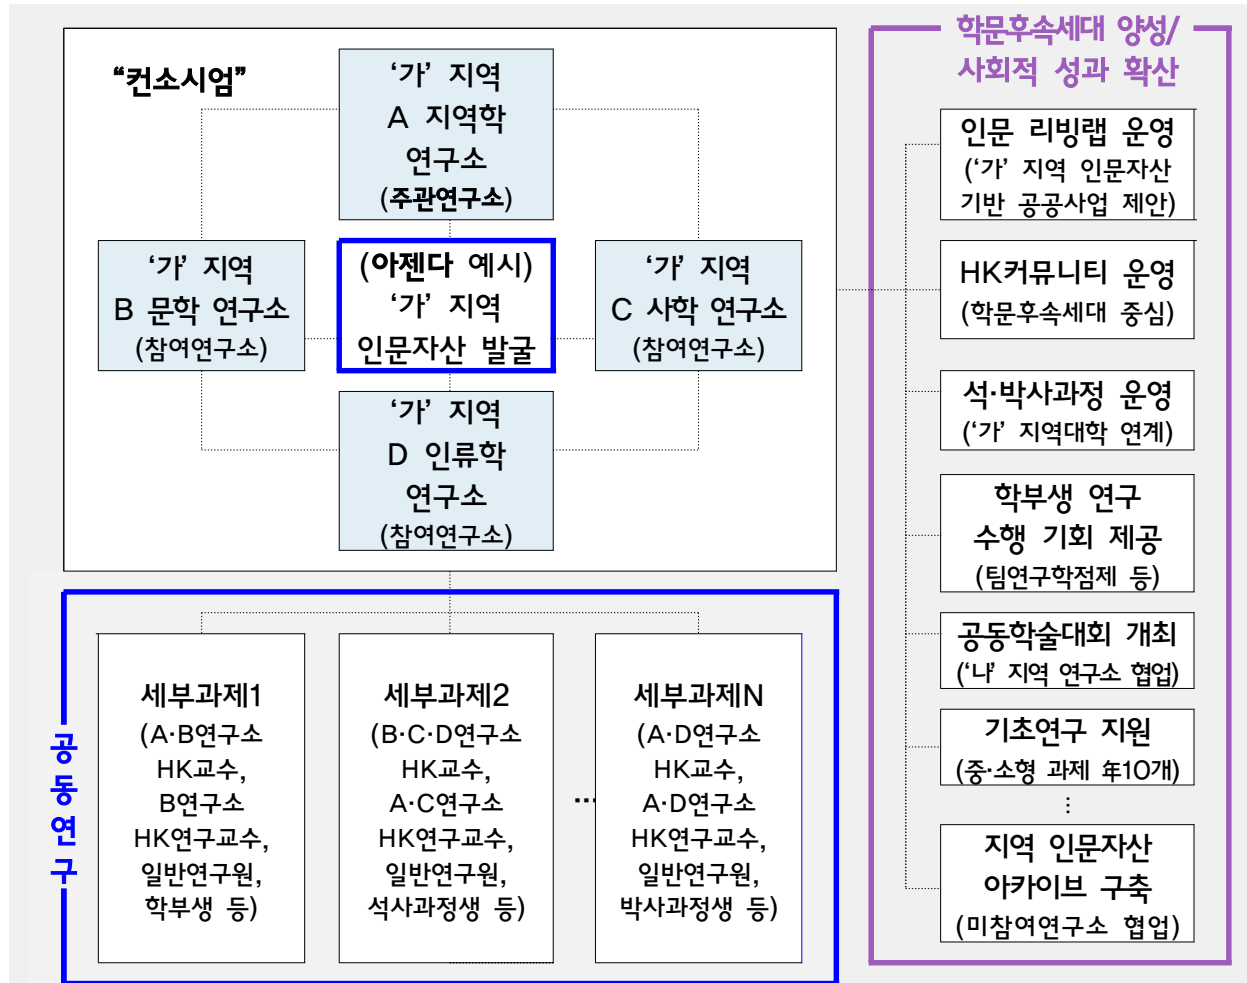 “컨소시엄”
‘가’ 지역
A 지역학
연구소
(주관연구소)
‘가’ 지역
B 문학 연구소
(참여연구소)
(아젠다 예시)
‘가’ 지역
인문자산 발굴
‘가’ 지역
C 사학 연구소
(참여연구소)
‘가’ 지역
D 인류학
연구소
(참여연구소)
공동연구
세부과제1
(A·B연구소
HK교수,
B연구소
HK연구교수,
일반연구원,
학부생 등)
세부과제2
(B·C·D연구소
HK교수,
A·C연구소
HK연구교수,
일반연구원,
석사과정생 등)
...
세부과제N
(A·D연구소
HK교수,
A·D연구소
HK연구교수,
일반연구원,
박사과정생 등)
학문후속세대 양성/
사회적 성과 확산
인문 리빙랩 운영
(‘가’ 지역 인문자산
기반 공공사업 제안)
HK커뮤니티 운영
(학문후속세대 중심)
석·박사과정 운영
(‘가’ 지역대학 연계)
학부생 연구
수행 기회 제공
(팀연구학점제 등)
공동학술대회 개최
(‘나’ 지역 연구소 협업)
기초연구 지원
(중·소형 과제 年10개)
⋮
지역 인문자산
아카이브 구축
(미참여연구소 협업)